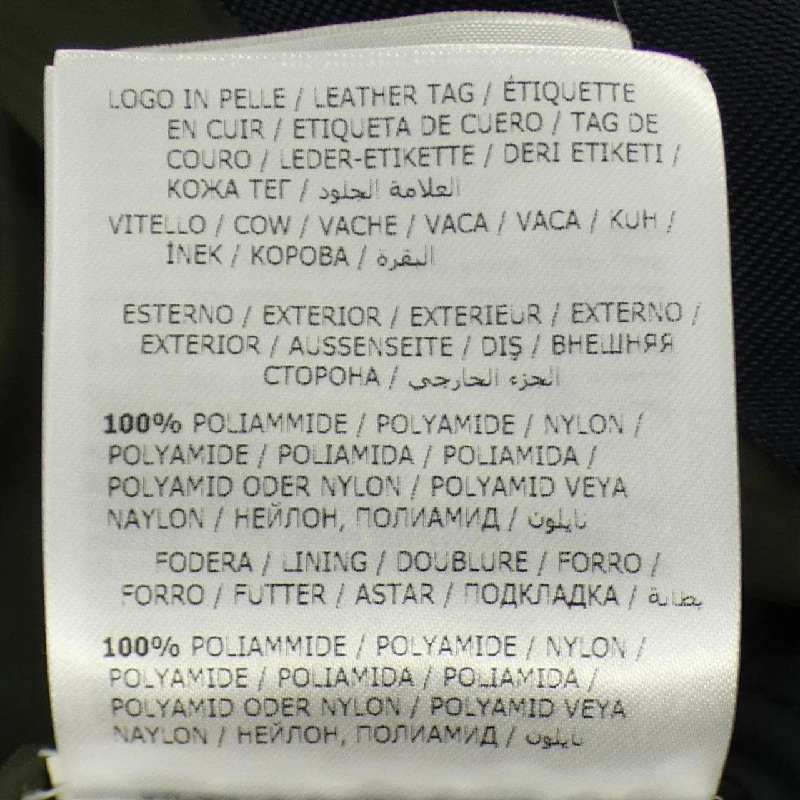 LOGO IN PELLE / LEATHER TAG / ÉTIQUETTE
EN CUIR / ETIQUETA DE CUERO / TAG DE
COURO / LEDER-ETIKETTE / DERI ETIKETI /
КОЖА ТЕГ / العلامة الجلود
VITELLO / COW / VACHE / VACA / VACA / KUH /
İNEK / КОРОВА / البقرة
ESTERNO / EXTERIOR / EXTERIEUR / EXTERNO /
EXTERIOR / AUSSENSEITE / DIŞ / ВНЕШНЯЯ
СТОРОНА / الجزء الخارجي
100% POLIAMMIDE / POLYAMIDE / NYLON /
POLYAMIDE / POLIAMIDA / POLIAMIDA /
POLYAMID ODER NYLON / POLYAMID VEYA
NAYLON / НЕЙЛОН, ПОЛИАМИД / نايلون
FODERA / LINING / DOUBLURE / FORRO /
FORRO / FUTTER / ASTAR / ПОДКЛАДКА / بطانة
100% POLIAMMIDE / POLYAMIDE / NYLON /
POLYAMIDE / POLIAMIDA / POLIAMIDA /
POLYAMID ODER NYLON / POLYAMID VEYA
NAYLON / НЕЙЛОН, ПОЛИАМИД / نايلون